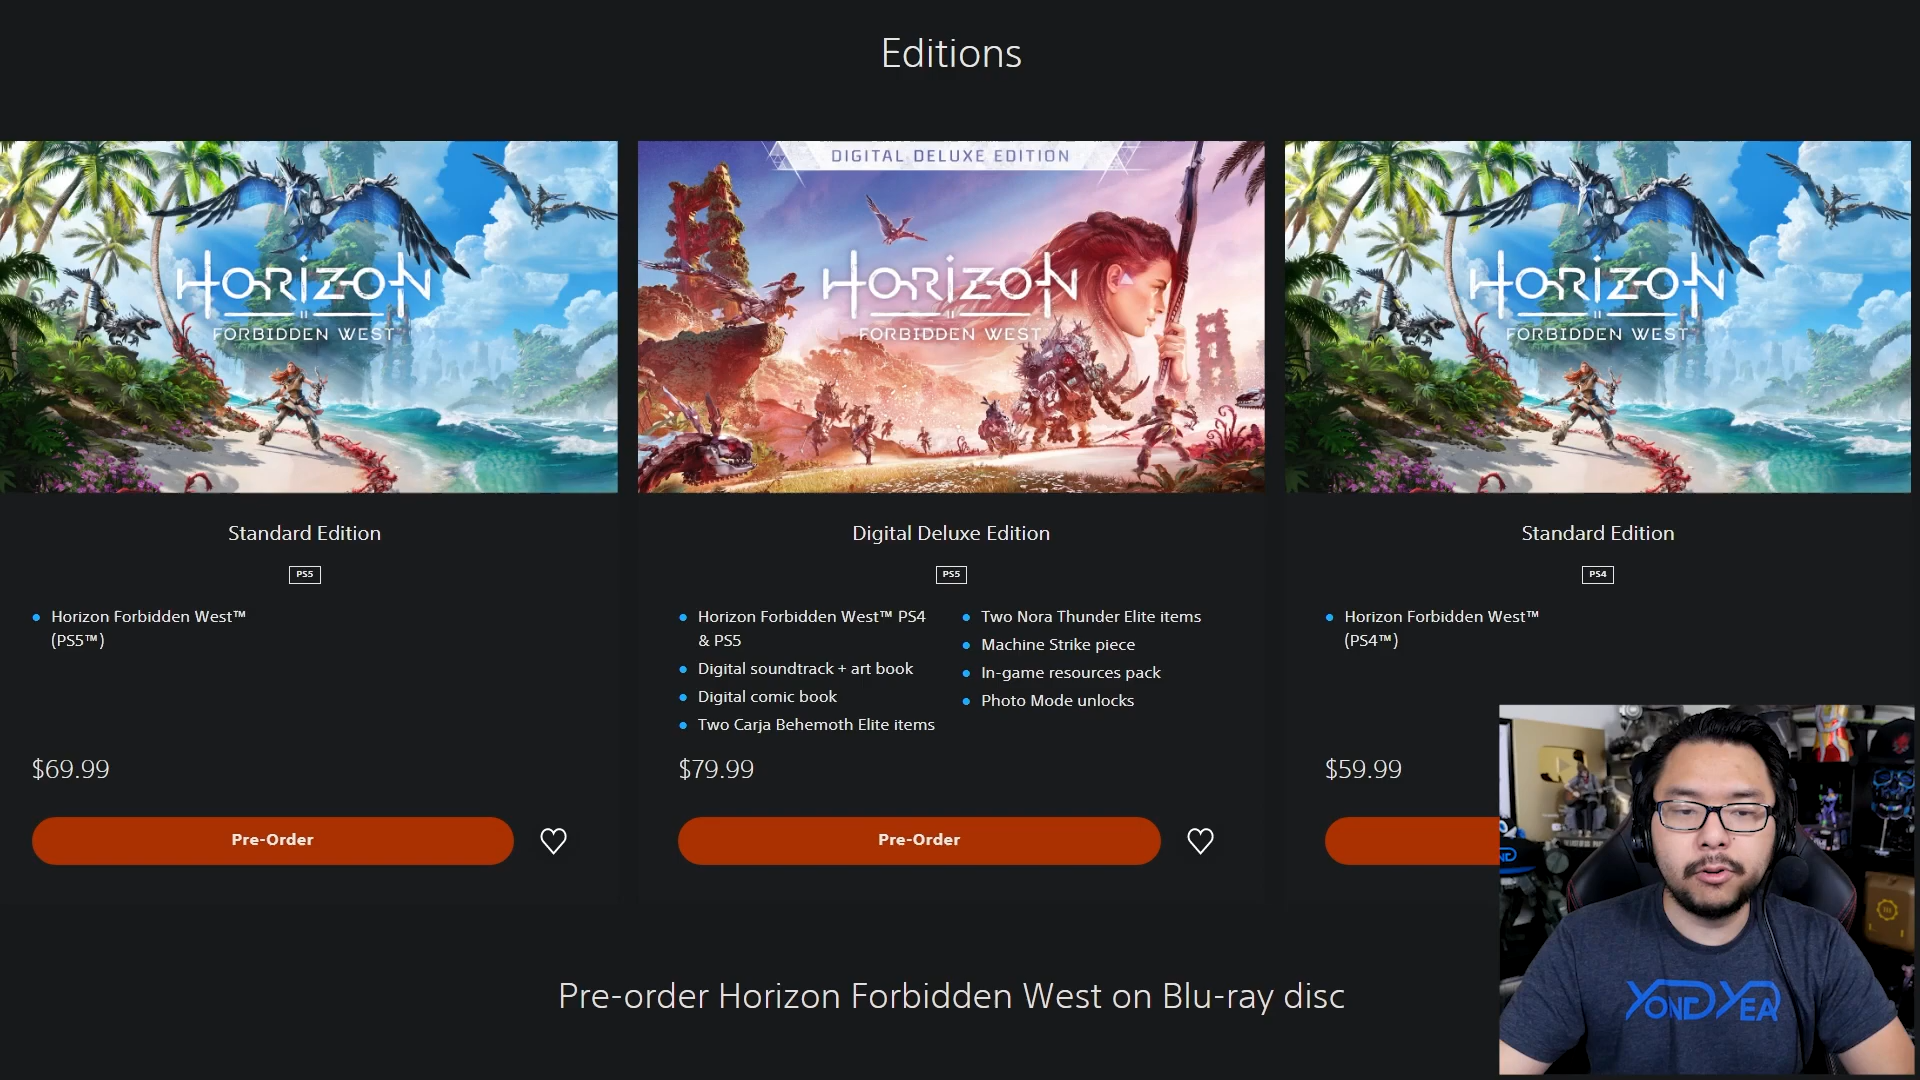 Editions
HORIZON
FORBIDDEN WEST™
Standard Edition
PS5
Horizon Forbidden West™
(PS5™)
$69.99
Pre-Order
DIGITAL DELUXE EDITION
HORIZON
FORBIDDEN WEST™
Digital Deluxe Edition
PS5
Horizon Forbidden West™ PS4
& PS5
Digital soundtrack + art book
Digital comic book
Two Carja Behemoth Elite items
Two Nora Thunder Elite items
Machine Strike piece
In-game resources pack
Photo Mode unlocks
$79.99
Pre-Order
HORIZON
FORBIDDEN WEST™
Standard Edition
PS4
Horizon Forbidden West™
(PS4™)
$59.99
Pre-order Horizon Forbidden West on Blu-ray disc
YONGYEA